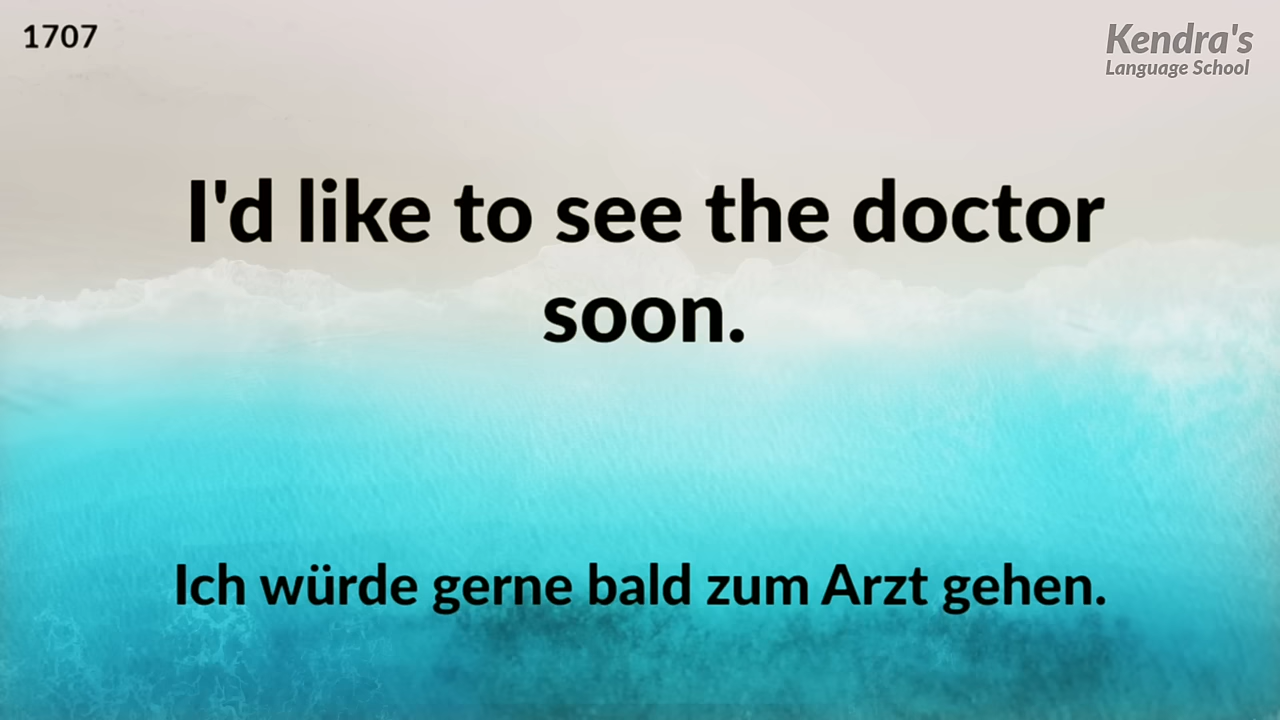 1707
Kendra's
Language School
I'd like to see the doctor
soon.
Ich würde gerne bald zum Arzt gehen.